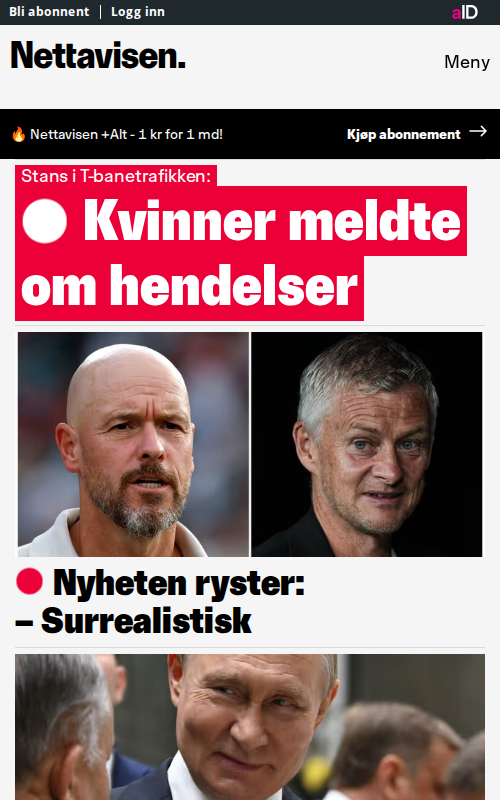 Bli abonnent | Logg inn
aID
Nettavisen.
Meny
🔥 Nettavisen +Alt - 1 kr for 1 md!
Kjøp abonnement →
Stans i T-banetrafikken:
Kvinner meldte
om hendelser
Nyheten ryster:
– Surrealistisk